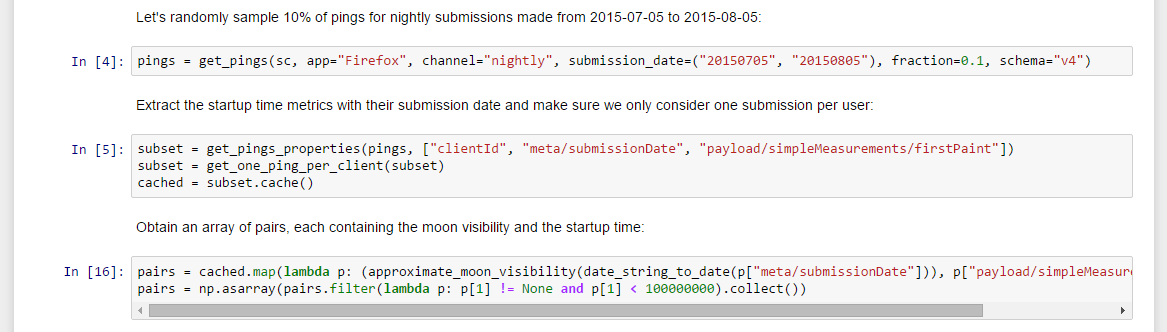 Let's randomly sample 10% of pings for nightly submissions made from 2015-07-05 to 2015-08-05:
In [4]: pings = get_pings(sc, app="Firefox", channel="nightly", submission_date=("20150705", "20150805"), fraction=0.1, schema="v4")
Extract the startup time metrics with their submission date and make sure we only consider one submission per user:
In [5]: subset = get_pings_properties(pings, ["clientId", "meta/submissionDate", "payload/simpleMeasurements/firstPaint"])
subset = get_one_ping_per_client(subset)
cached = subset.cache()
Obtain an array of pairs, each containing the moon visibility and the startup time:
In [16]: pairs = cached.map(lambda p: (approximate_moon_visibility(date_string_to_date(p["meta/submissionDate"])), p["payload/simpleMeasur
pairs = np.asarray(pairs.filter(lambda p: p[1] != None and p[1] < 100000000).collect())